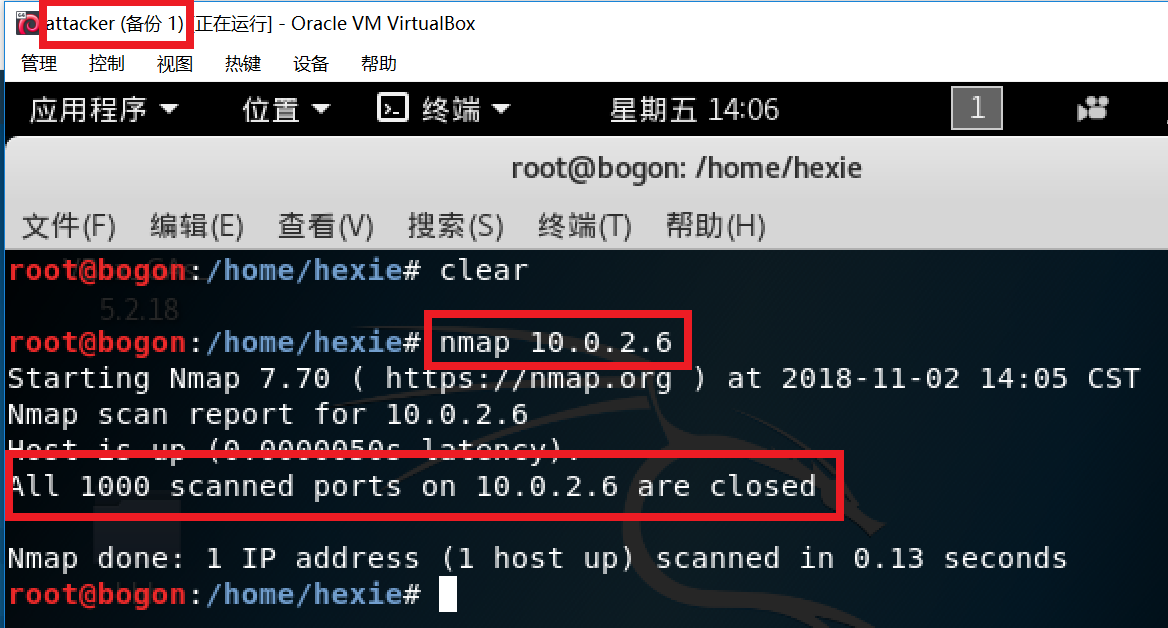 attacker (备份 1) [正在运行] - Oracle VM VirtualBox
管理 控制 视图 热键 设备 帮助
应用程序 位置 终端 星期五 14:06 1
root@bogon: /home/hexie
文件(F) 编辑(E) 查看(V) 搜索(S) 终端(T) 帮助(H)
root@bogon:/home/hexie# clear
5.2.18
root@bogon:/home/hexie# nmap 10.0.2.6
Starting Nmap 7.70 ( https://nmap.org ) at 2018-11-02 14:05 CST
Nmap scan report for 10.0.2.6
Host is up (0.0000050s latency).
All 1000 scanned ports on 10.0.2.6 are closed
Nmap done: 1 IP address (1 host up) scanned in 0.13 seconds
root@bogon:/home/hexie#